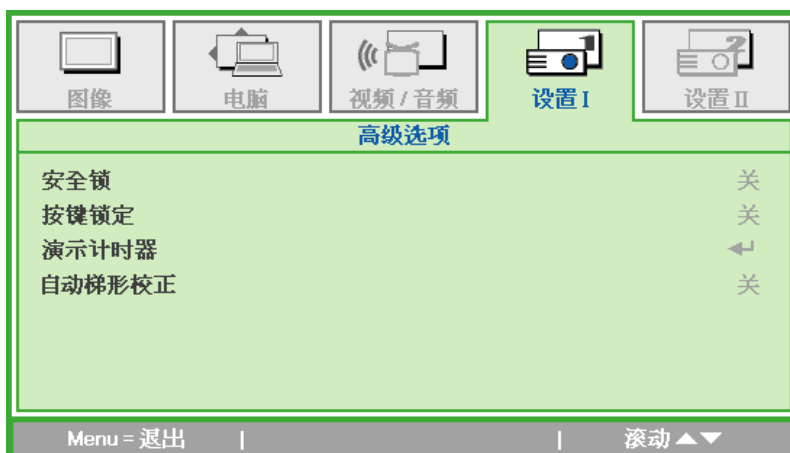 图像 电脑 视频 / 音频 设置 I 设置 II
高级选项
安全锁 关
按键锁定 关
演示计时器
自动梯形校正 关
Menu = 退出 | | 滚动▲▼